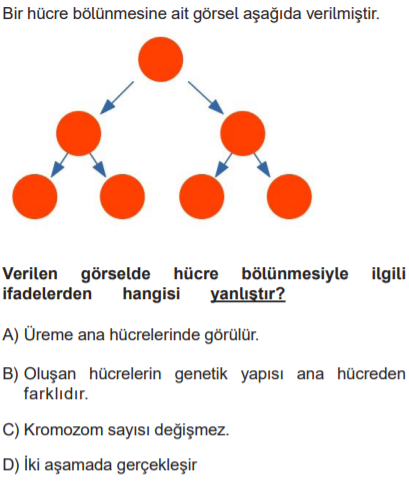 Bir hücre bölünmesine ait görsel aşağıda verilmiştir.
Verilen görselde hücre bölünmesiyle ilgili
ifadelerden hangisi yanlıştır?
A) Üreme ana hücrelerinde görülür.
B) Oluşan hücrelerin genetik yapısı ana hücreden
farklıdır.
C) Kromozom sayısı değişmez.
D) İki aşamada gerçekleşir